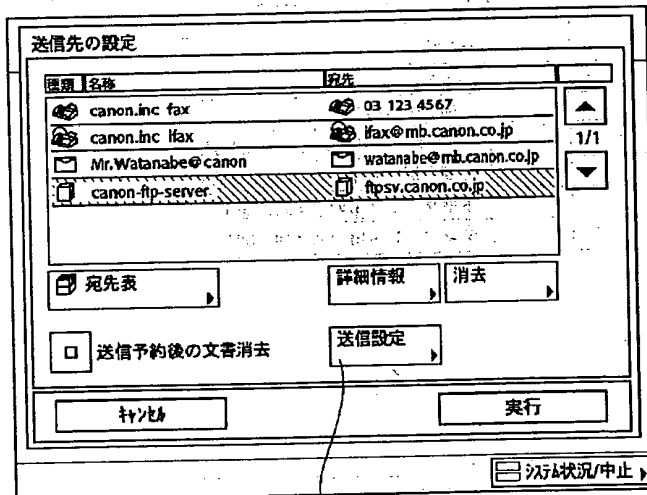 送信先の設定
種類 名称 宛先
canon.inc fax 03 123 4567
canon.inc Ifax Ifax@mb.canon.co.jp
1/1
Mr.Watanabe@canon watanabe@mb.canon.co.jp
canon-ftp-server ftpsv.canon.co.jp
宛先表 詳細情報 消去
送信予約後の文書消去 送信設定
キャンセル 実行
システム状況/中止